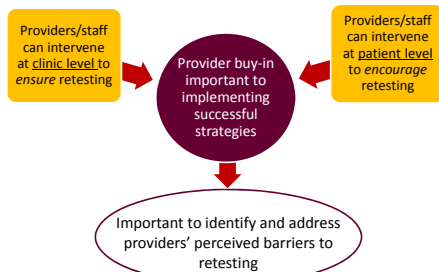 Providers/staff
can intervene
at clinic level to
ensure retesting
Providers/staff
can intervene
at patient level
to encourage
retesting
Provider buy-in
important to
implementing
successful
strategies
Important to identify and address
providers' perceived barriers to
retesting